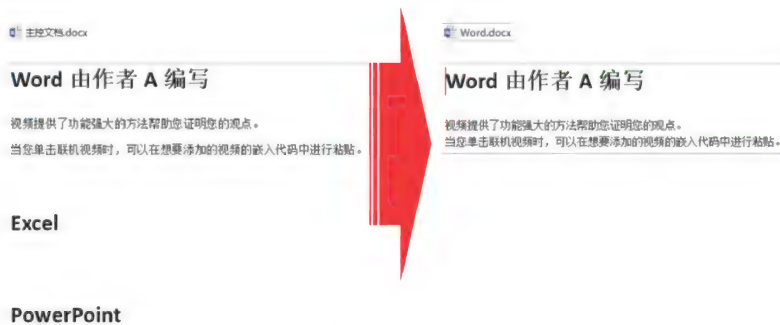 主控文档.docx
Word 由作者 A 编写
视频提供了功能强大的方法帮助您证明您的观点。
当您单击联机视频时，可以在想要添加的视频的嵌入代码中进行粘贴。
Excel
PowerPoint
Word.docx
Word 由作者 A 编写
视频提供了功能强大的方法帮助您证明您的观点。
当您单击联机视频时，可以在想要添加的视频的嵌入代码中进行粘贴。